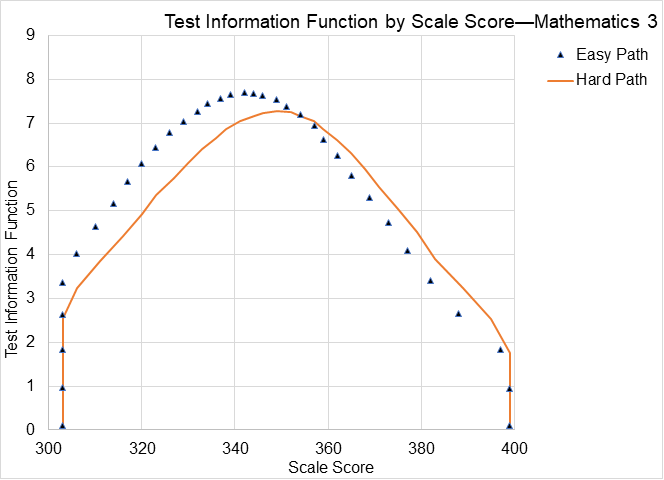 Test Information Function by Scale Score—Mathematics 3
Easy Path
Hard Path
9
8
7
6
5
4
3
2
1
0
Test Information Function
300 320 340 360 380 400
Scale Score